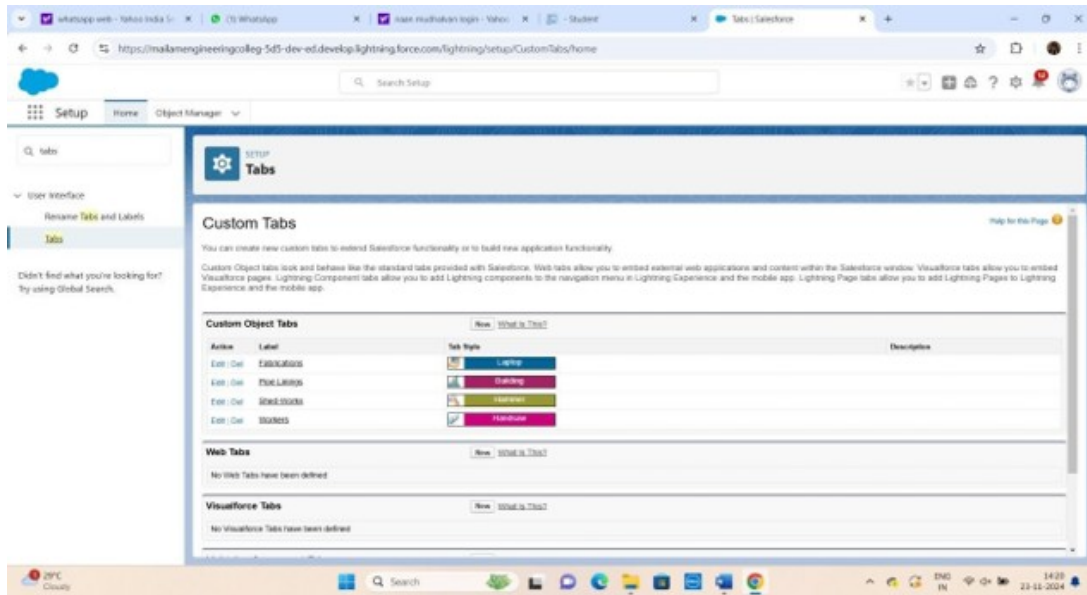 whatsapp web - Yahoo India S
(1) WhatsApp
naan mudhalvan login - Yahoo
- Student
Tabs | Salesforce
https://mailamengineeringcolleg-5d5-dev-ed.develop.lightning.force.com/lightning/setup/CustomTabs/home
Search Setup
Setup
Home
Object Manager
tabs
User Interface
Rename Tabs and Labels
Tabs
Didn't find what you're looking for?
Try using Global Search.
SETUP
Tabs
Custom Tabs
Help for this Page
You can create new custom tabs to extend Salesforce functionality or to build new application functionality.
Custom Object tabs look and behave like the standard tabs provided with Salesforce. Web tabs allow you to embed external web applications and content within the Salesforce window. Visualforce tabs allow you to embed
Visualforce pages. Lightning Component tabs allow you to add Lightning components to the navigation menu in Lightning Experience and the mobile app. Lightning Page tabs allow you to add Lightning Pages to Lightning
Experience and the mobile app.
Custom Object Tabs New What Is This?
Action Label Tab Style Description
Edit | Del Fabrications Laptop
Edit | Del Pipe Lainings Building
Edit | Del Shed Works Hammer
Edit | Del Workers Handsaw
Web Tabs New What Is This?
No Web Tabs have been defined
Visualforce Tabs New What Is This?
No Visualforce Tabs have been defined
29°C
Cloudy
Search
ENG
IN
14:20
23-11-2024